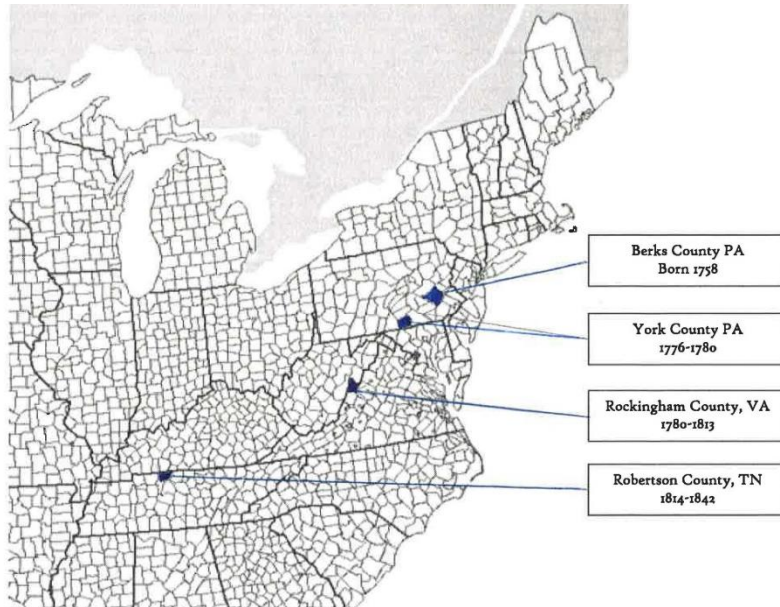 Berks County PA
Born 1758
York County PA
1776-1780
Rockingham County, VA
1780-1813
Robertson County, TN
1814-1842